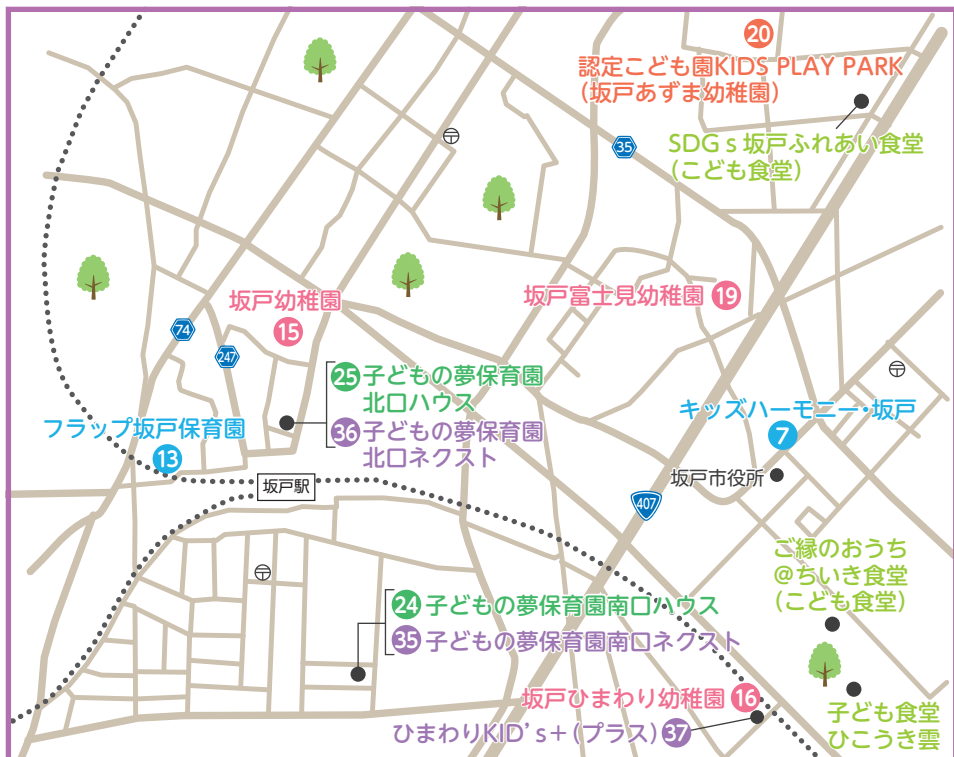 20
認定こども園KIDS PLAY PARK
(坂戸あずま幼稚園)
35
SDGｓ坂戸ふれあい食堂
(こども食堂)
坂戸幼稚園
15
坂戸富士見幼稚園 19
74
247
25 子どもの夢保育園
北口ハウス
36 子どもの夢保育園
北口ネクスト
フラップ坂戸保育園
13
キッズハーモニー・坂戸
7
坂戸駅
坂戸市役所
407
ご縁のおうち
@ちいき食堂
(こども食堂)
24 子どもの夢保育園南口ハウス
35 子どもの夢保育園南口ネクスト
坂戸ひまわり幼稚園 16
ひまわりKID’s+(プラス) 37
子ども食堂
ひこうき雲